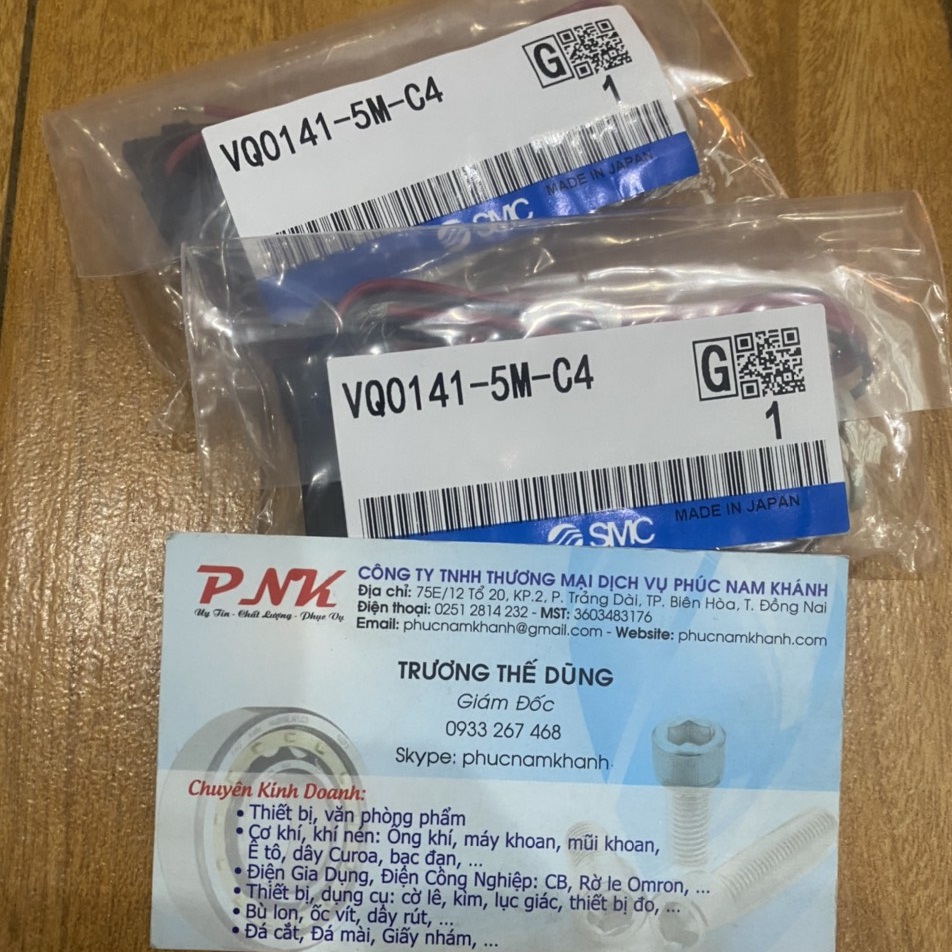 VQ0141-5M-C4
G
1
MADE IN JAPAN
SMC
VQ0141-5M-C4
G
1
MADE IN JAPAN
SMC
PNK
Uy Tín - Chất Lượng - Phục Vụ
CÔNG TY TNHH THƯƠNG MẠI DỊCH VỤ PHÚC NAM KHÁNH
Địa chỉ: 75E/12 Tổ 20, KP.2, P. Trảng Dài, TP. Biên Hòa, T. Đồng Nai
Điện thoại: 0251 2814 232 - MST: 3603483176
Email: phucnamkhanh@gmail.com - Website: phucnamkhanh.com
TRƯƠNG THẾ DŨNG
Giám Đốc
0933 267 468
Skype: phucnamkhanh
Chuyên Kinh Doanh:
• Thiết bị, văn phòng phẩm
• Cơ khí, khí nén: Ống khí, máy khoan, mũi khoan,
Ê tô, dây Curoa, bạc đạn, ...
• Điện Gia Dụng, Điện Công Nghiệp: CB, Rờ le Omron, ...
• Thiết bị, dụng cụ: cờ lê, kìm, lục giác, thiết bị đo, ...
• Bù lon, ốc vít, dây rút, ...
• Đá cắt, Đá mài, Giấy nhám, ...